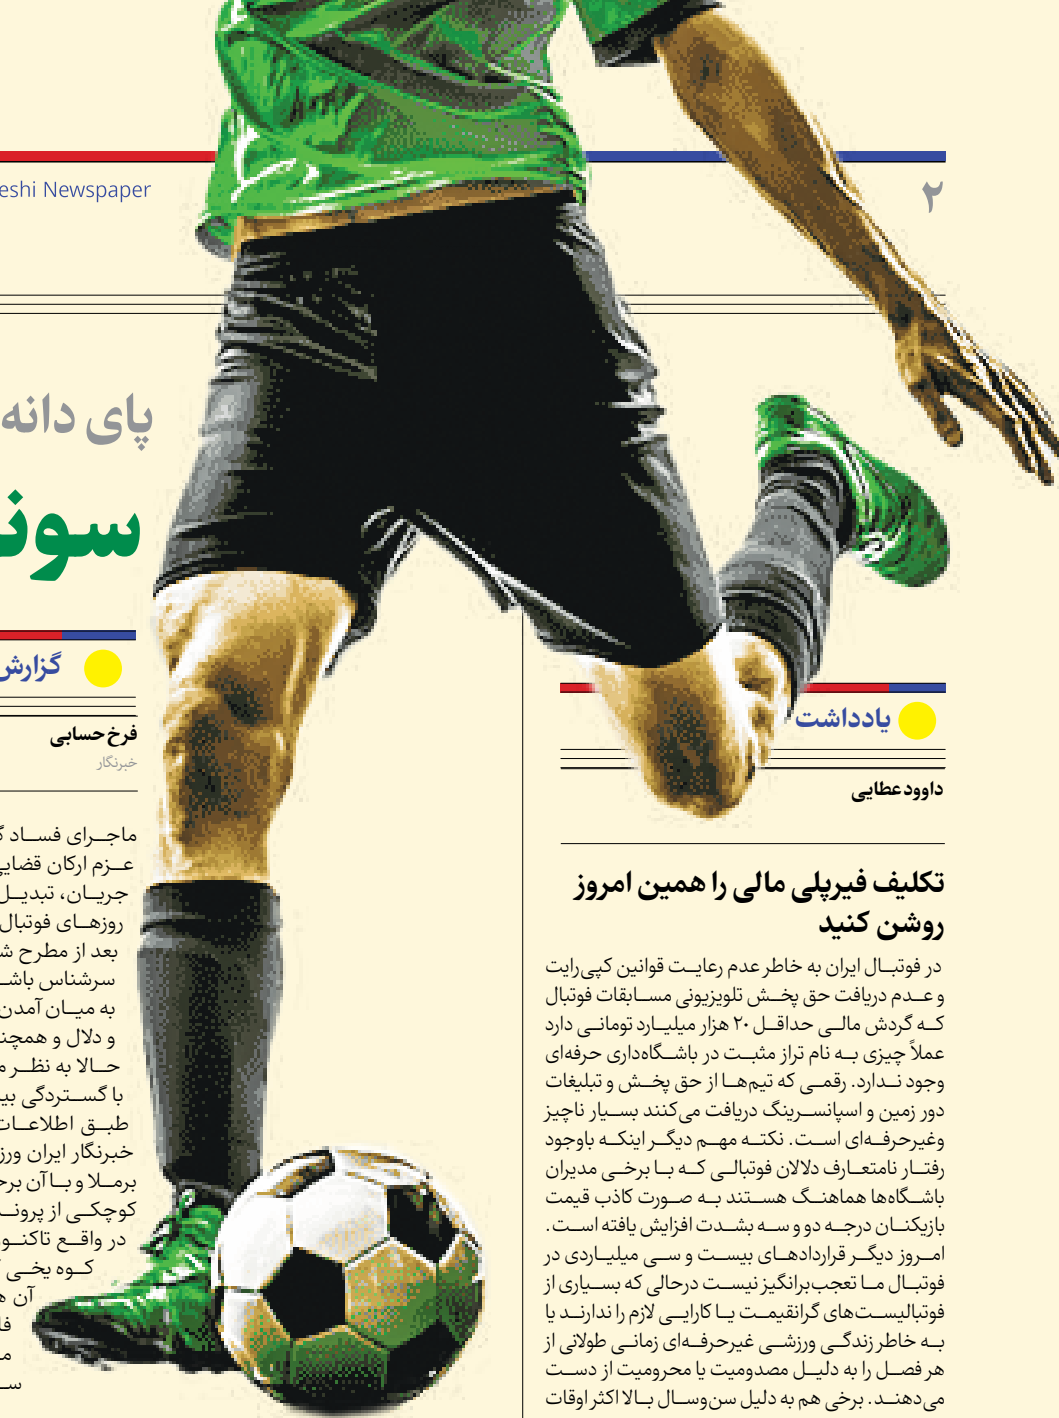 ۲
eshi Newspaper
یادداشت
داوود عطایی
تکلیف فیرپلی مالی را همین امروز
روشن کنید
در فوتبال ایران به خاطر عدم رعایت قوانین کپی‌رایت
و عدم دریافت حق پخش تلویزیونی مسابقات فوتبال
که گردش مالی حداقل ۲۰ هزار میلیارد تومانی دارد
عملاً چیزی به نام تراز مثبت در باشگاه‌داری حرفه‌ای
وجود ندارد. رقمی که تیم‌ها از حق پخش و تبلیغات
دور زمین و اسپانسرینگ دریافت می‌کنند بسیار ناچیز
وغیرحرفه‌ای است. نکته مهم دیگر اینکه باوجود
رفتار نامتعارف دلالان فوتبالی که با برخی مدیران
باشگاه‌ها هماهنگ هستند به صورت کاذب قیمت
بازیکنان درجه دو و سه بشدت افزایش یافته است.
امروز دیگر قراردادهای بیست و سی میلیاردی در
فوتبال ما تعجب‌برانگیز نیست درحالی که بسیاری از
فوتبالیست‌های گرانقیمت یا کارایی لازم را ندارند یا
به خاطر زندگی ورزشی غیرحرفه‌ای زمانی طولانی از
هر فصل را به دلیل مصدومیت یا محرومیت از دست
می‌دهند. برخی هم به دلیل سن‌وسال بالا اکثر اوقات
پای دانه
سون
گزارش
فرخ حسابی
خبرنگار
ماجرای فساد
عزم ارکان قضایی
جریان، تبدیل
روزهای فوتبال
بعد از مطرح
سرشناس
به میان آمدن
و دلال و
حالا به نظر
با گستردگی
طبق اطلاعات
خبرنگار ایران
برملا و با آن
کوچکی از
در واقع
کوه یخی
آن